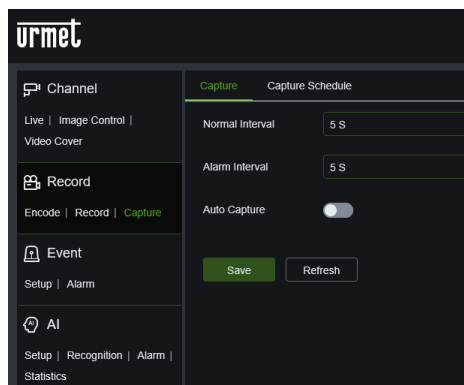 urmet
Channel
Live | Image Control |
Video Cover
Record
Encode | Record | Capture
Event
Setup | Alarm
AI
AI
Setup | Recognition | Alarm |
Statistics
Capture Capture Schedule
Normal Interval 5 S
Alarm Interval 5 S
Auto Capture
Save Refresh